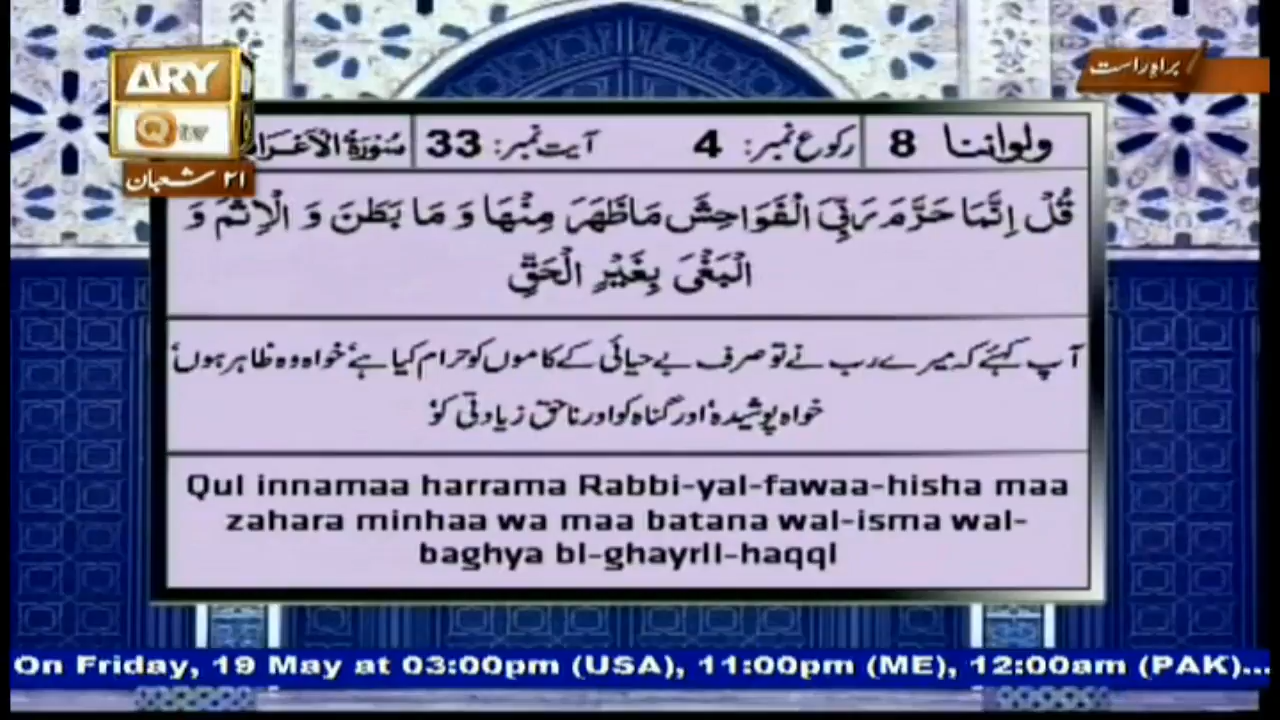 ARY
Qtv
۲۱ شعبان
براہِ راست
ولواننا 8 رکوع نمبر: 4 آیت نمبر: 33 سُوْرَةُ الْاَعْرَاف
قُلْ اِنَّمَا حَرَّمَ رَبِّیَ الْفَوَاحِشَ مَا ظَهَرَ مِنْهَا وَ مَا بَطَنَ وَ الْاِثْمَ وَ
الْبَغْیَ بِغَیْرِ الْحَقِّ
آپ کہئے کہ میرے رب نے تو صرف بے حیائی کے کاموں کو حرام کیا ہے' خواہ وہ ظاہر ہوں'
خواہ پوشیدہ' اور گناہ کو اور ناحق زیادتی کو'
Qul innamaa harrama Rabbi-yal-fawaa-hisha maa
zahara minhaa wa maa batana wal-isma wal-
baghya bi-ghayril-haqqi
On Friday, 19 May at 03:00pm (USA), 11:00pm (ME), 12:00am (PAK)...